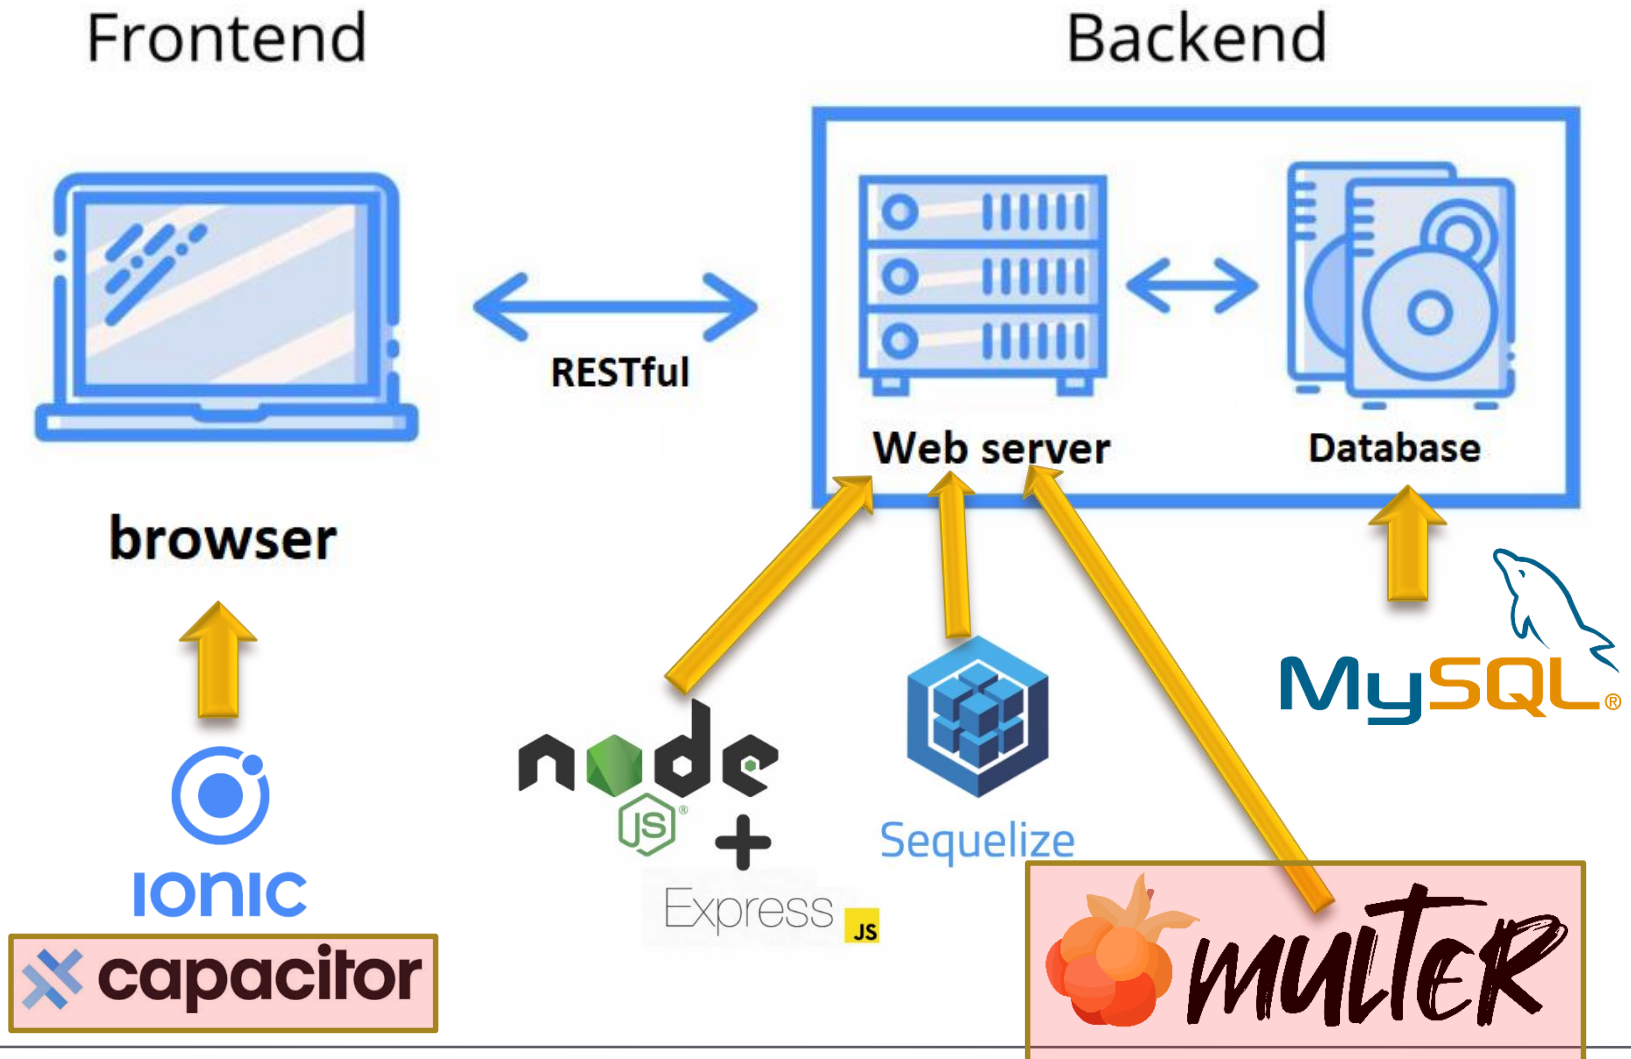 Frontend
Backend
RESTful
Web server
Database
browser
MySQL®
node
JS®
+
Sequelize
IONIC
Express
JS
capacitor
MULTER